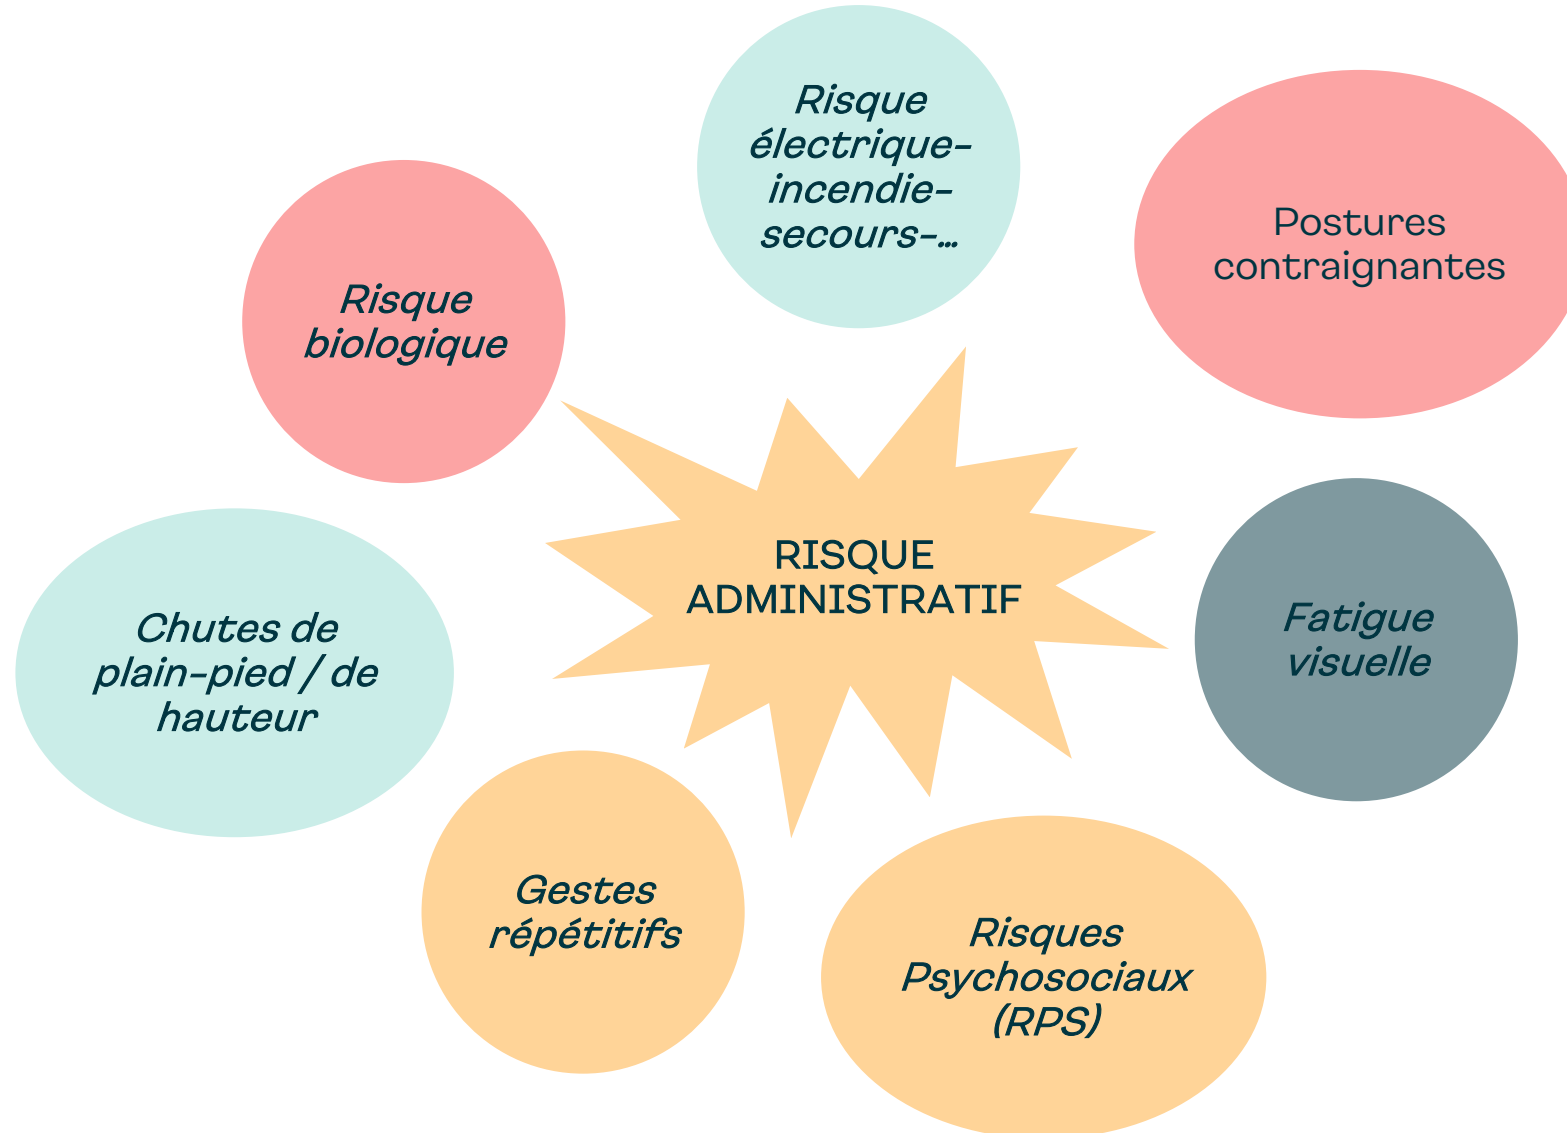 Risque
électrique-
incendie-
secours-...
Postures
contraignantes
Risque
biologique
RISQUE
ADMINISTRATIF
Fatigue
visuelle
Chutes de
plain-pied / de
hauteur
Gestes
répétitifs
Risques
Psychosociaux
(RPS)